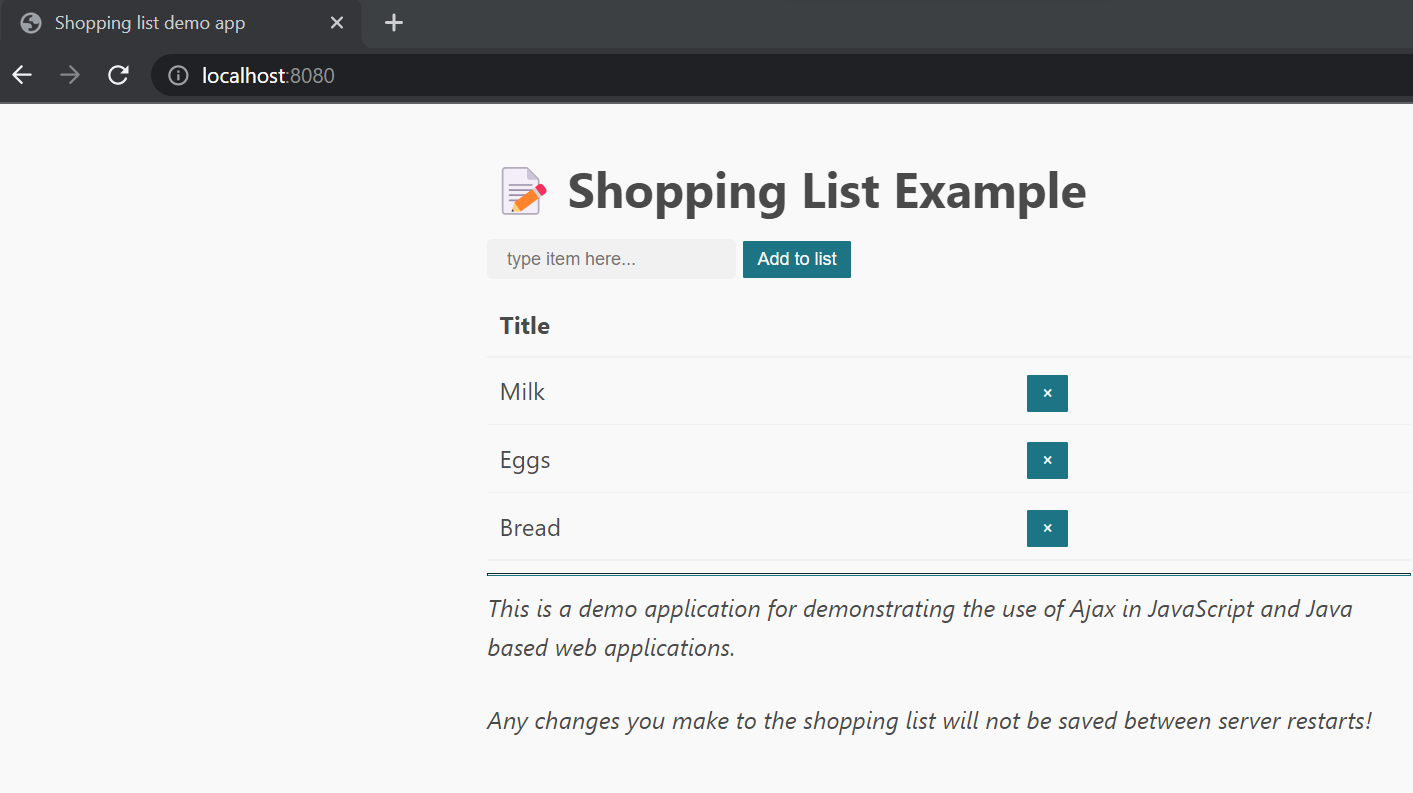 Shopping list demo app
localhost:8080
Shopping List Example
type item here... Add to list
Title
Milk ×
Eggs ×
Bread ×
This is a demo application for demonstrating the use of Ajax in JavaScript and Java
based web applications.
Any changes you make to the shopping list will not be saved between server restarts!